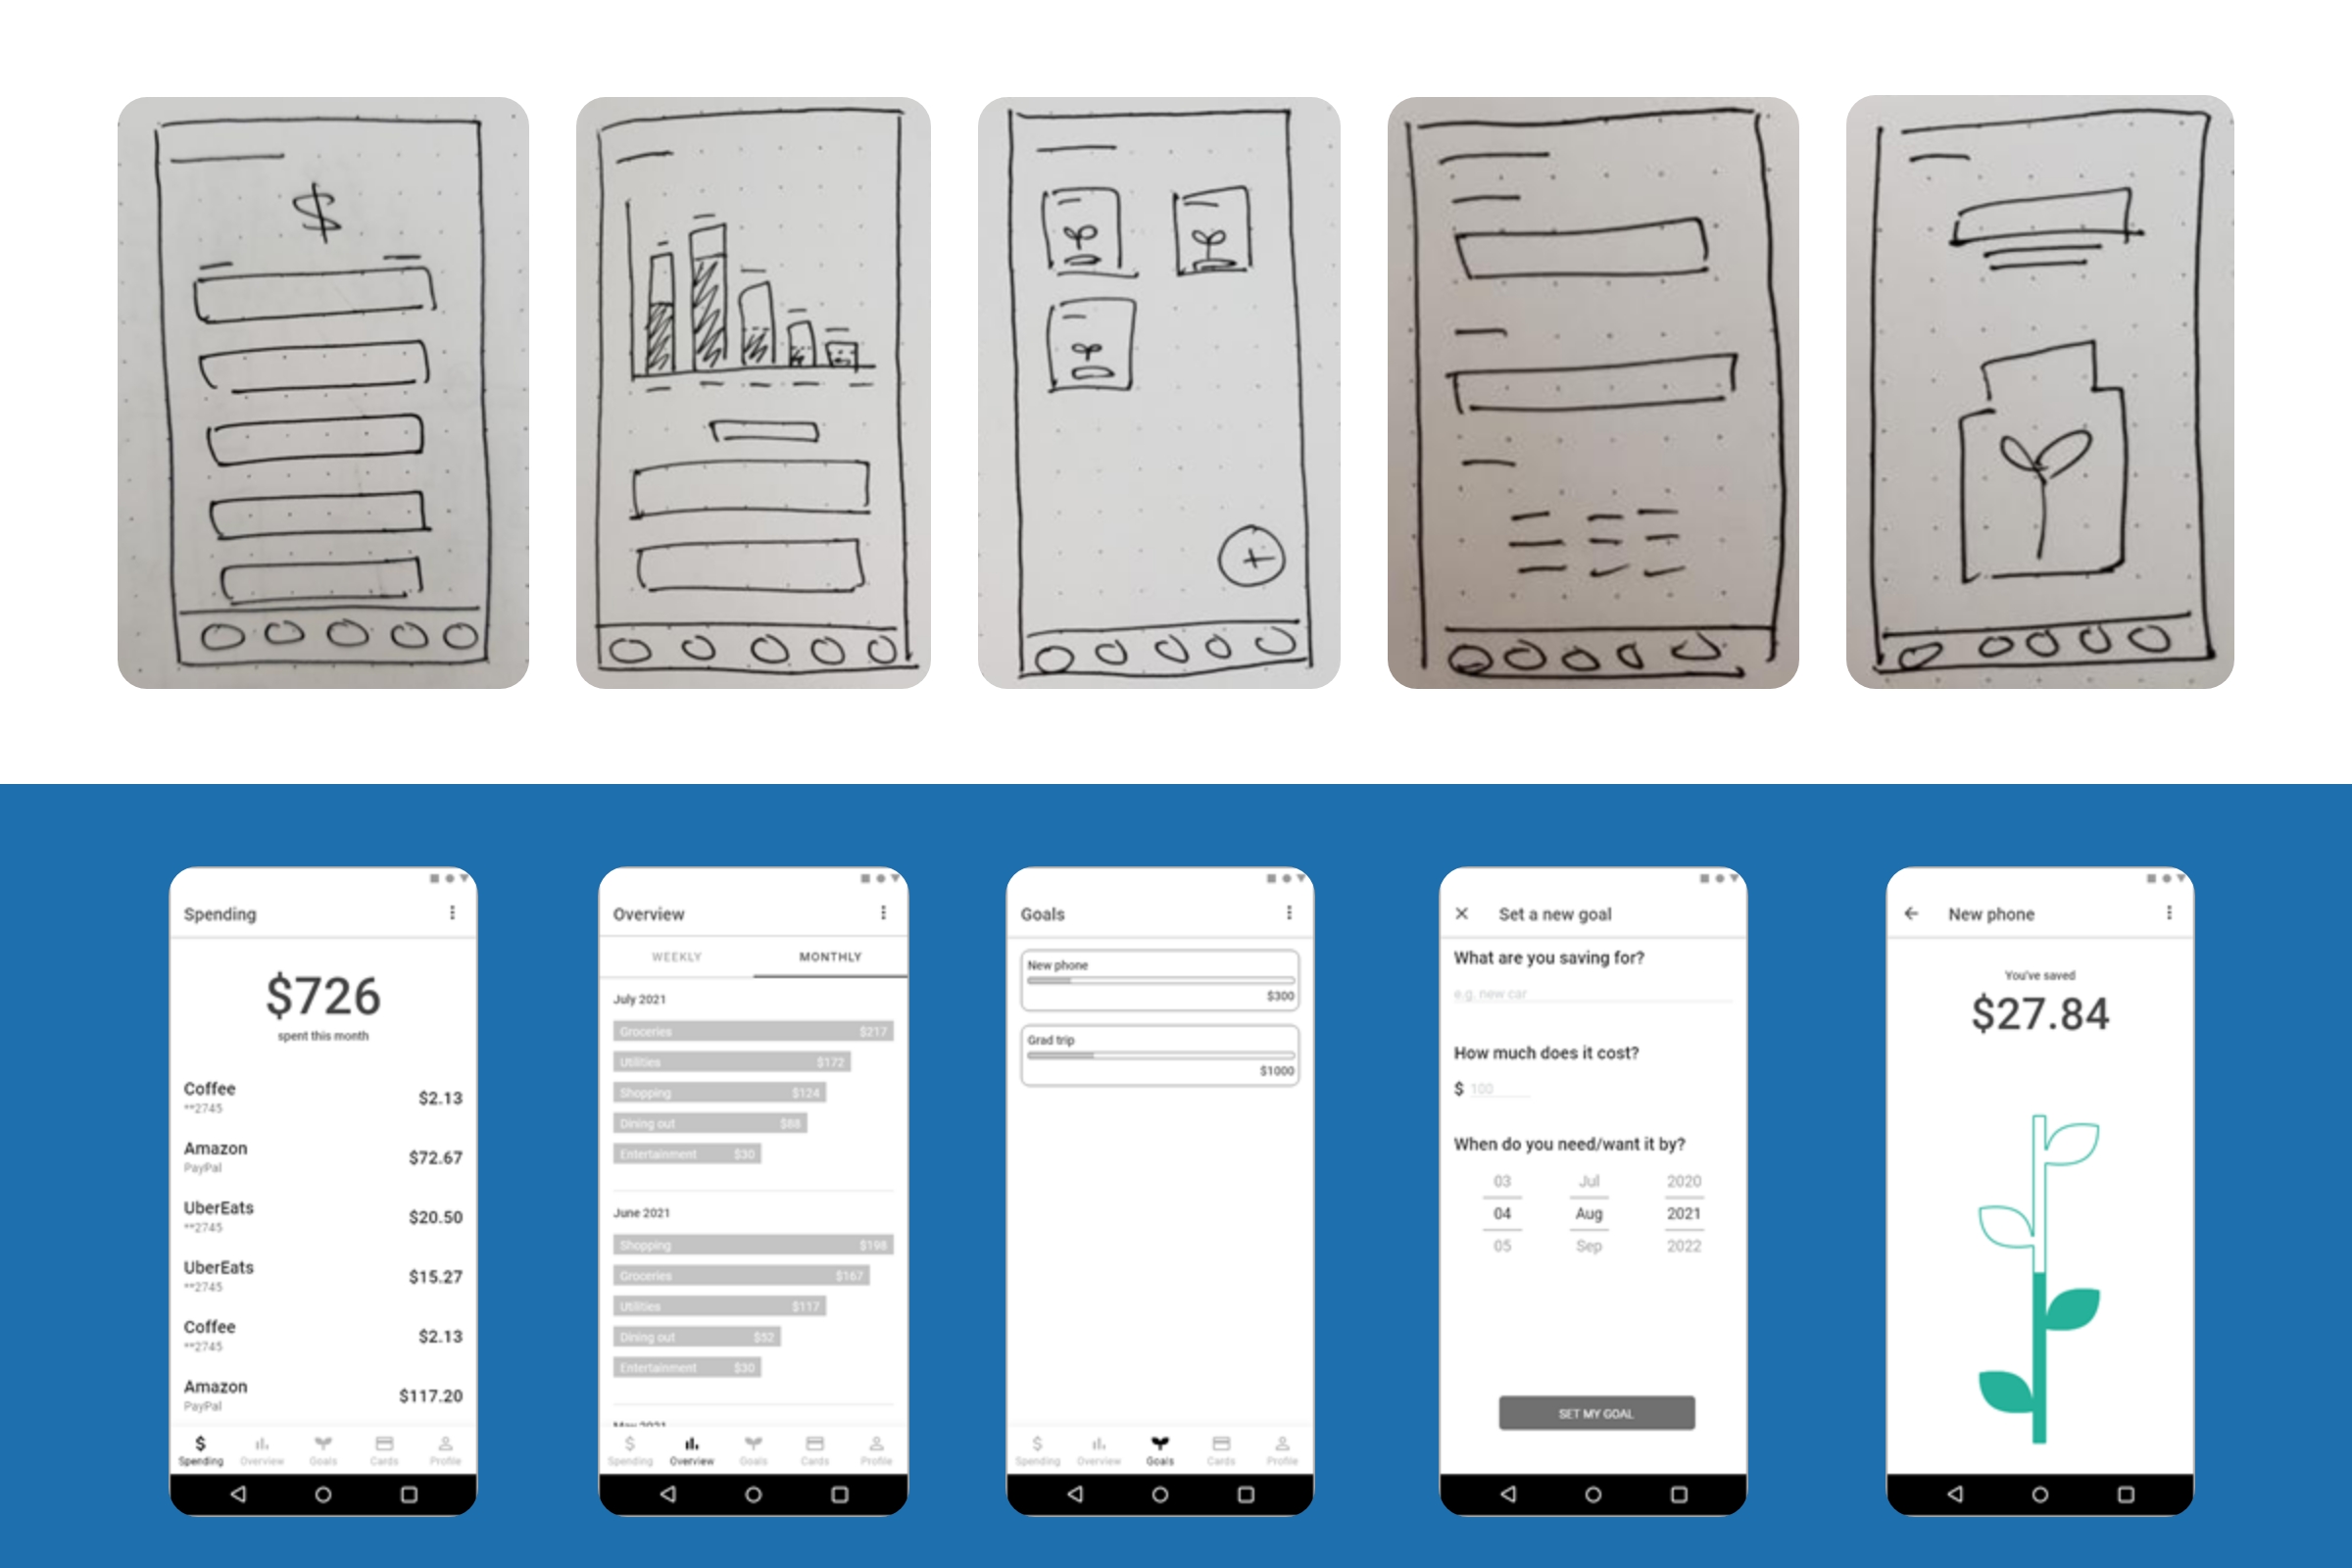 $
+
Spending
$726
spent this month
Coffee
$2.13
**2745
Amazon
$72.67
PayPal
UberEats
$20.50
**2745
UberEats
$15.27
**2745
Coffee
$2.13
**2745
Amazon
$117.20
PayPal
$
Spending Overview Goals Cards Profile
Overview
WEEKLY MONTHLY
July 2021
Groceries $217
Utilities $172
Shopping $124
Dining out $88
Entertainment $30
June 2021
Shopping $198
Groceries $167
Utilities $117
Dining out $52
Entertainment $30
May 2021
$
Spending Overview Goals Cards Profile
Goals
New phone
$300
Grad trip
$1000
$
Spending Overview Goals Cards Profile
Set a new goal
What are you saving for?
e.g. new car
How much does it cost?
$ 100
When do you need/want it by?
03 Jul 2020
04 Aug 2021
05 Sep 2022
SET MY GOAL
New phone
You've saved
$27.84